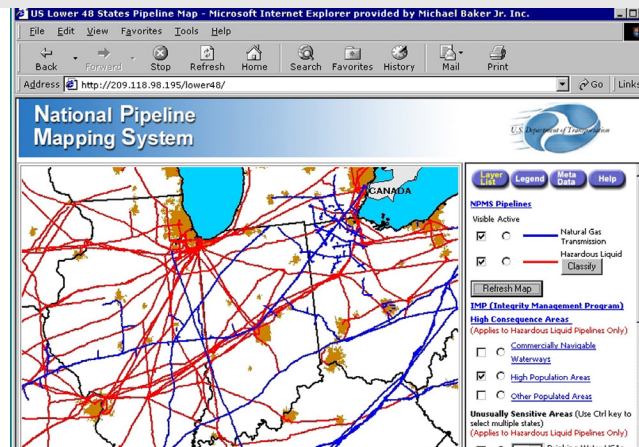 US Lower 48 States Pipeline Map - Microsoft Internet Explorer provided by Michael Baker Jr. Inc.
File Edit View Favorites Tools Help
Back Forward Stop Refresh Home Search Favorites History Mail Print
Address http://209.118.98.195/lower48/ Go Links
National Pipeline
Mapping System
U.S. Department of Transportation
CANADA
Layer List Legend Meta Data Help
NPMS Pipelines
Visible Active
Natural Gas
Transmission
Hazardous Liquid
Classify
Refresh Map
IMP (Integrity Management Program)
High Consequence Areas
(Applies to Hazardous Liquid Pipelines Only)
Commercially Navigable
Waterways
High Population Areas
Other Populated Areas
Unusually Sensitive Areas (Use Ctrl key to
select multiple states)
(Applies to Hazardous Liquid Pipelines Only)